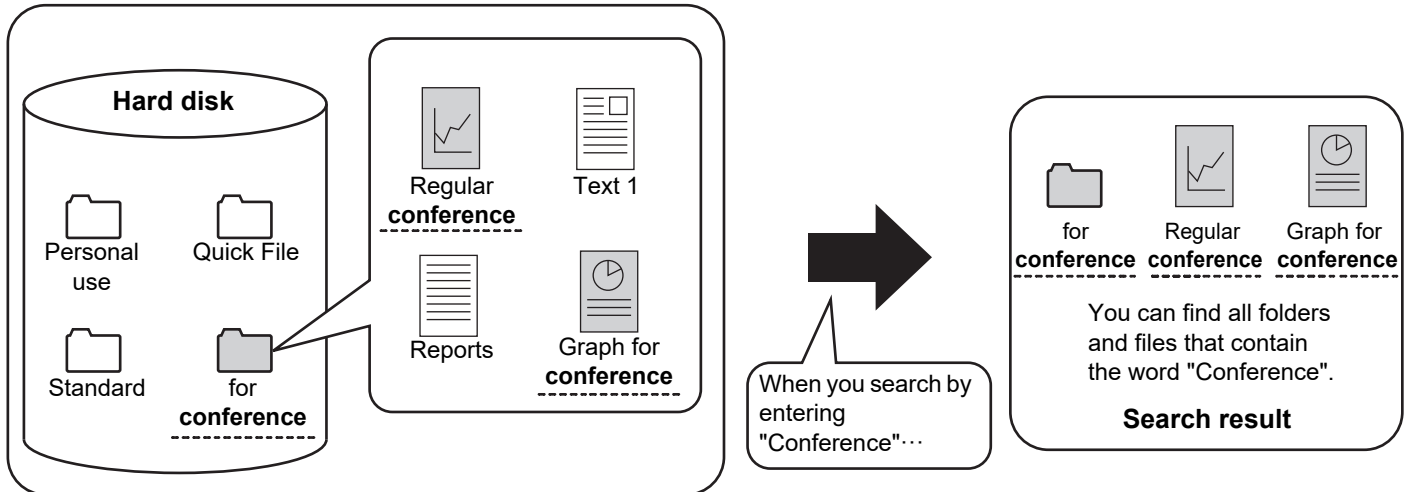 Hard disk
Personal
use
Quick File
Standard
for
conference
Regular
conference
Text 1
Reports
Graph for
conference
When you search by
entering
"Conference"···
for
conference
Regular
conference
Graph for
conference
You can find all folders
and files that contain
the word "Conference".
Search result